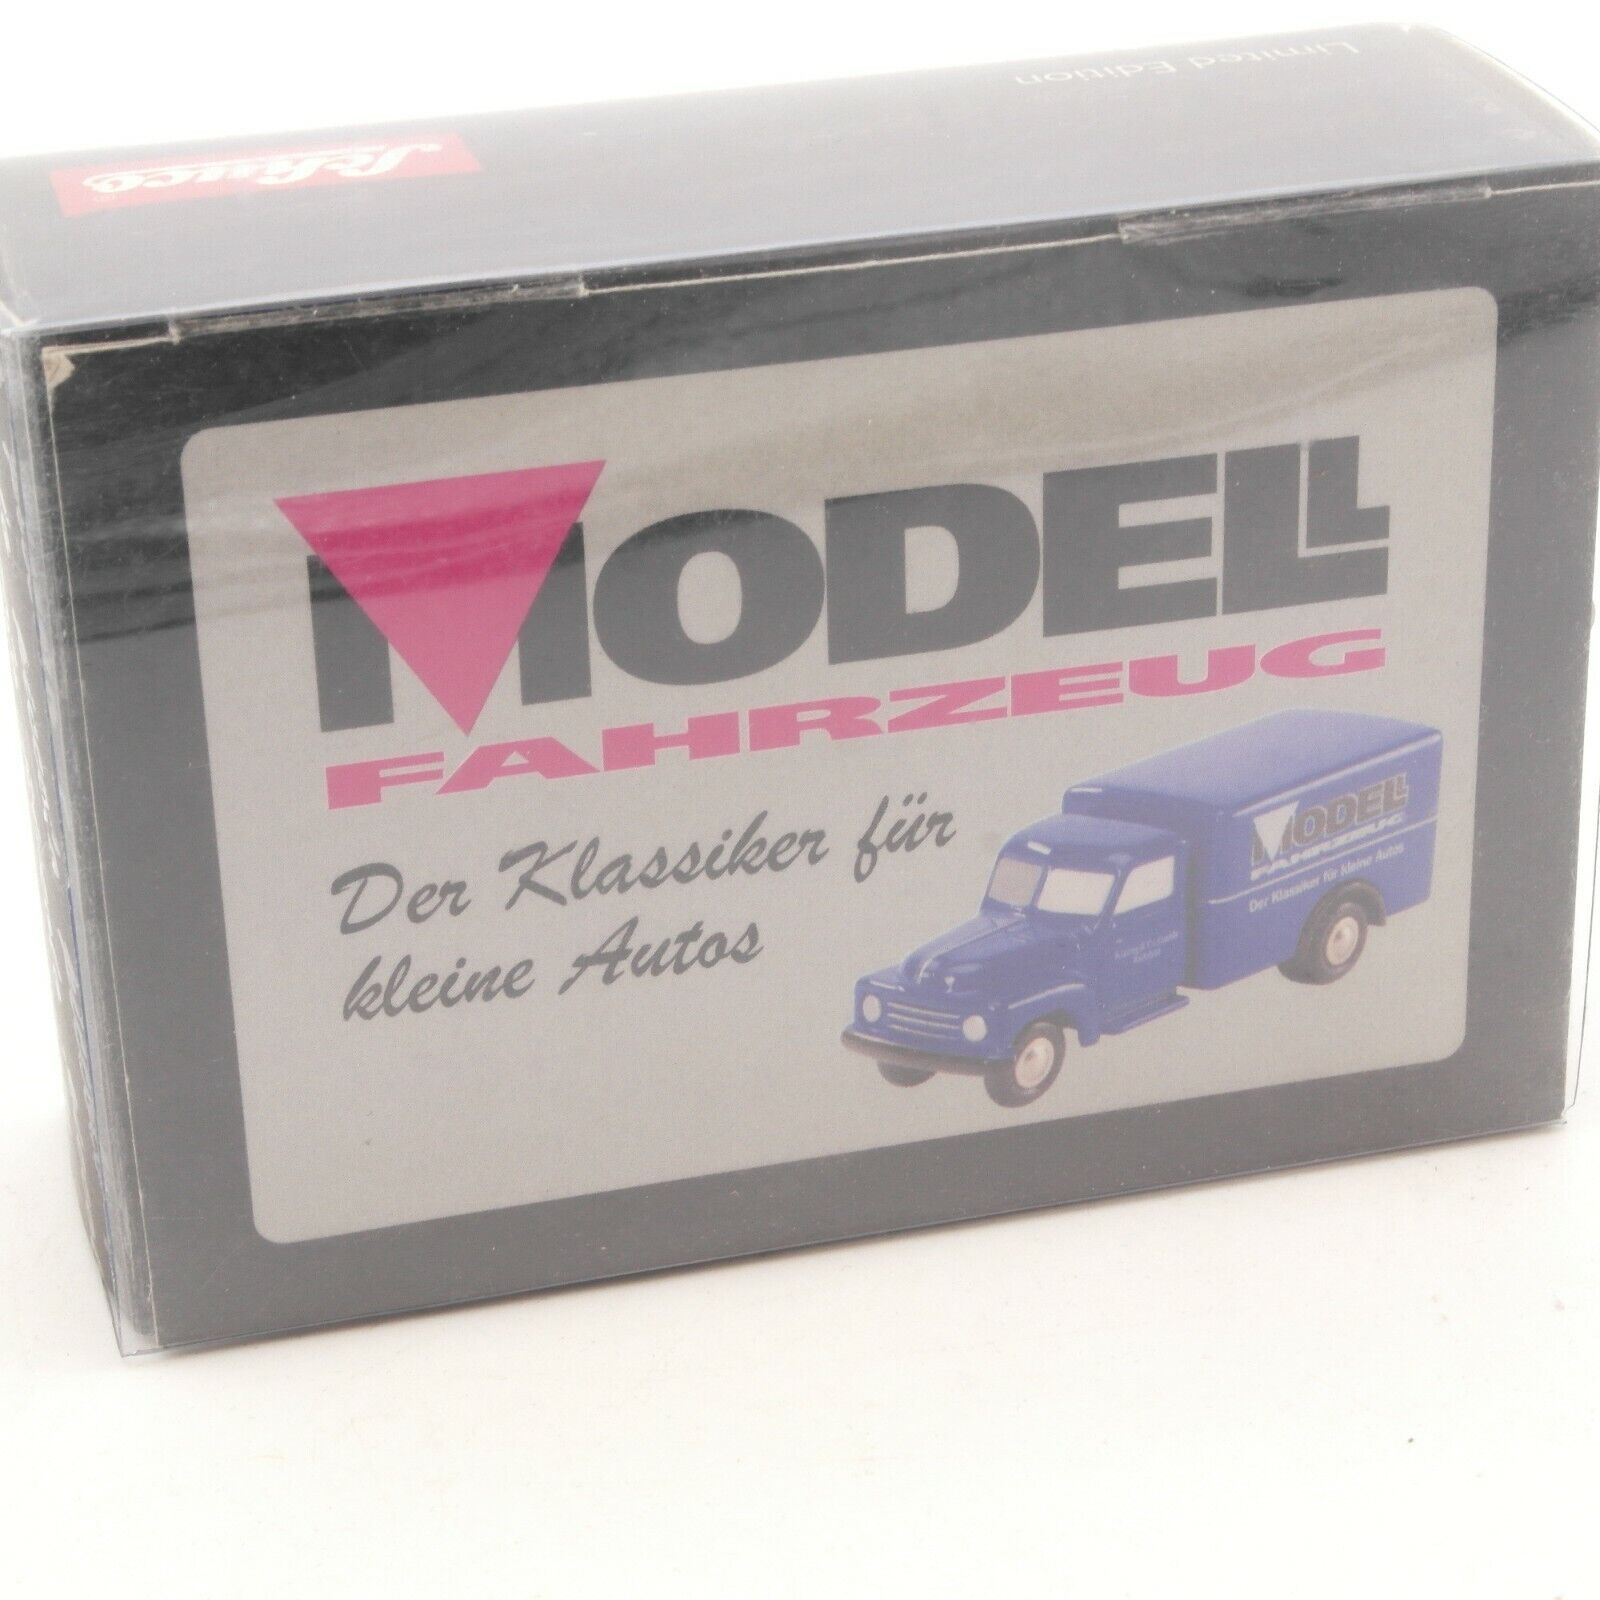 Limited Edition
Schuco
MODELL
FAHRZEUG
Der Klassiker für
kleine Autos
MODELL
FAHRZEUG
Der Klassiker für kleine Autos